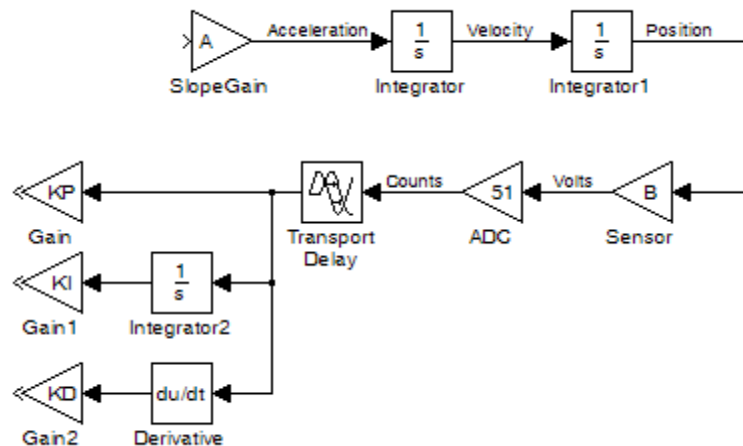 A
Acceleration
1
s
Velocity
1
s
Position
SlopeGain
Integrator
Integrator1
KP
Counts
51
Volts
B
Gain
Transport
Delay
ADC
Sensor
KI
1
s
Gain1
Integrator2
KD
du/dt
Gain2
Derivative